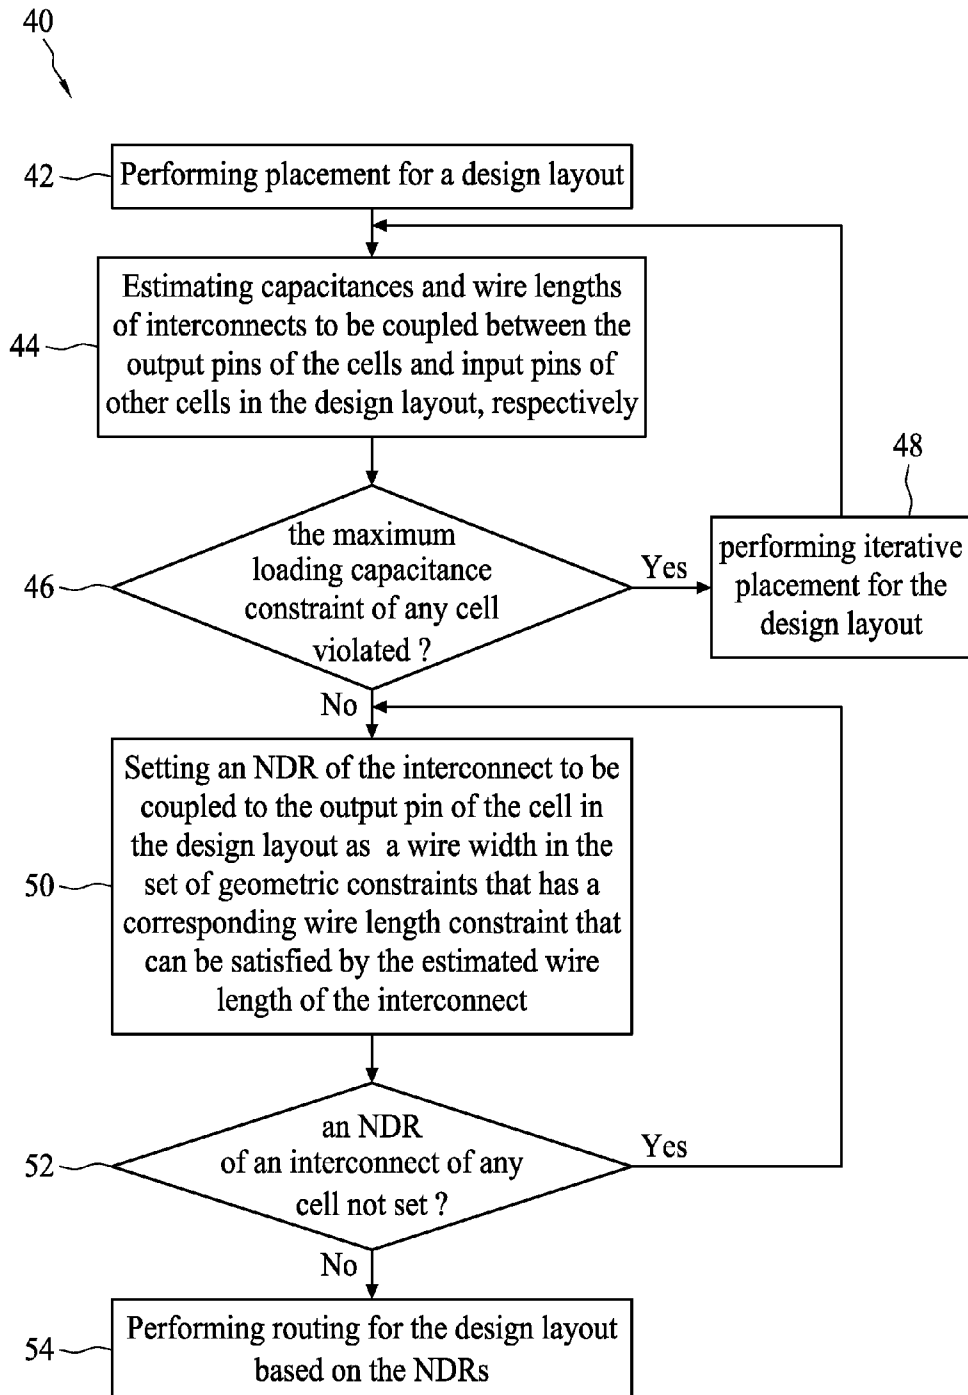 40
42
Performing placement for a design layout
44
Estimating capacitances and wire lengths
of interconnects to be coupled between the
output pins of the cells and input pins of
other cells in the design layout, respectively
46
the maximum
loading capacitance
constraint of any cell
violated ?
Yes
48
performing iterative
placement for the
design layout
No
50
Setting an NDR of the interconnect to be
coupled to the output pin of the cell in
the design layout as a wire width in the
set of geometric constraints that has a
corresponding wire length constraint that
can be satisfied by the estimated wire
length of the interconnect
52
an NDR
of an interconnect of any
cell not set ?
Yes
No
54
Performing routing for the design layout
based on the NDRs